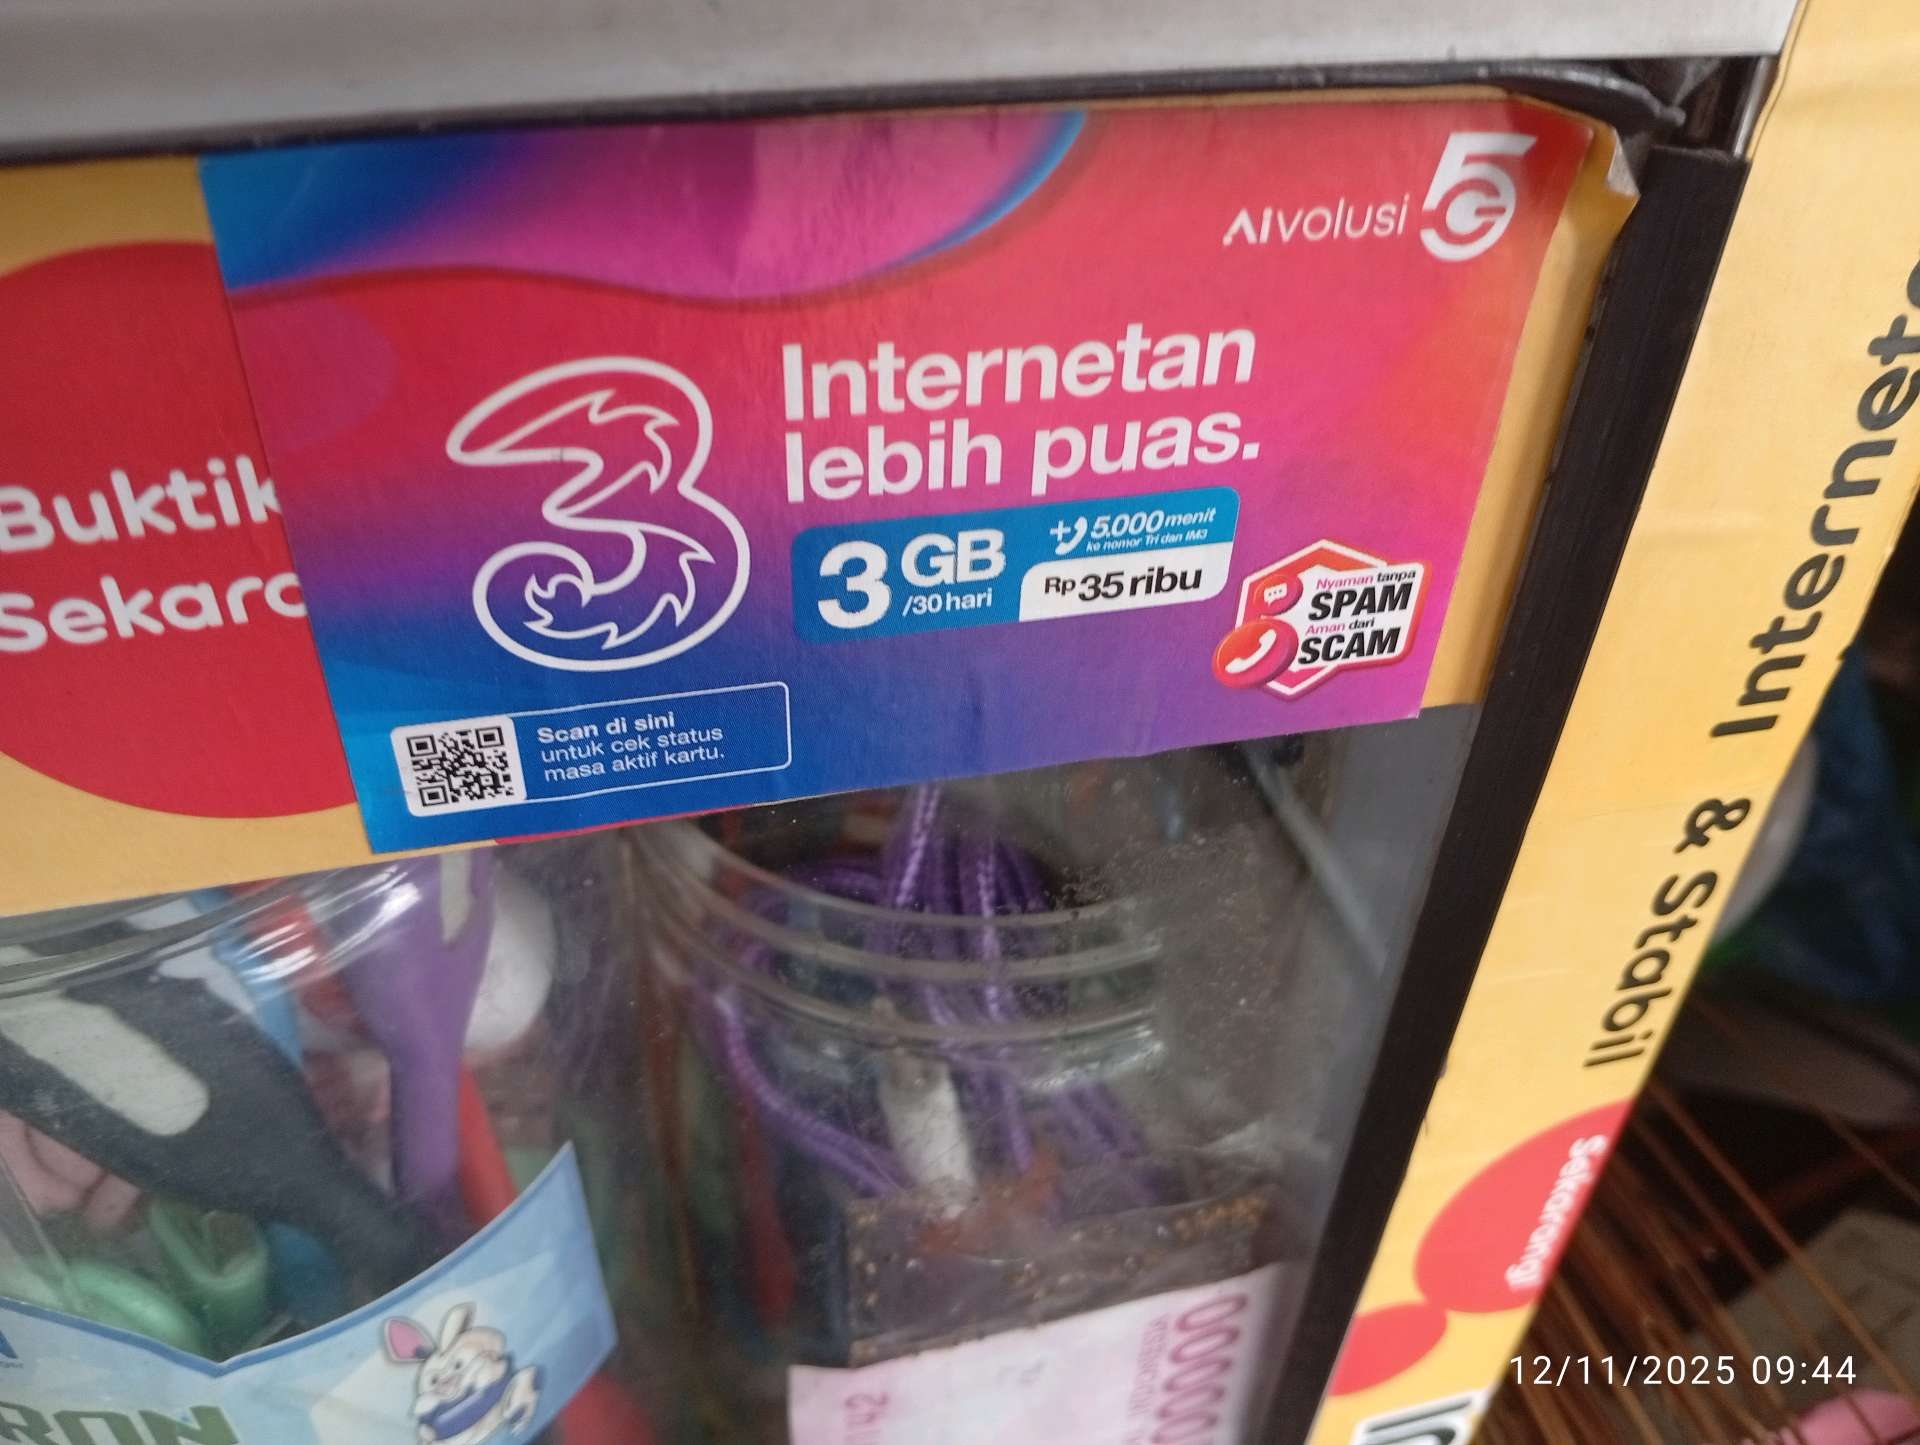 AIvolusi 5G
Internetan
lebih puas.
3 GB
/30 hari
+ 5.000 menit
ke nomor Tri dan IM3
Rp 35 ribu
Nyaman tanpa
SPAM
Aman dari
SCAM
Scan di sini
untuk cek status
masa aktif kartu.
Buktik
Sekara
Internet
& Stabil
Sekarang!
12/11/2025 09:44